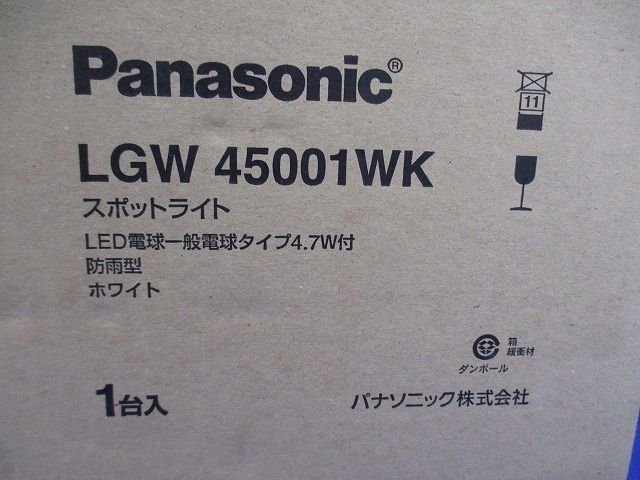 Panasonic®
11
LGW 45001WK
スポットライト
LED電球一般電球タイプ4.7W付
防雨型
ホワイト
箱
緩衝材
ダンボール
1台入
パナソニック株式会社